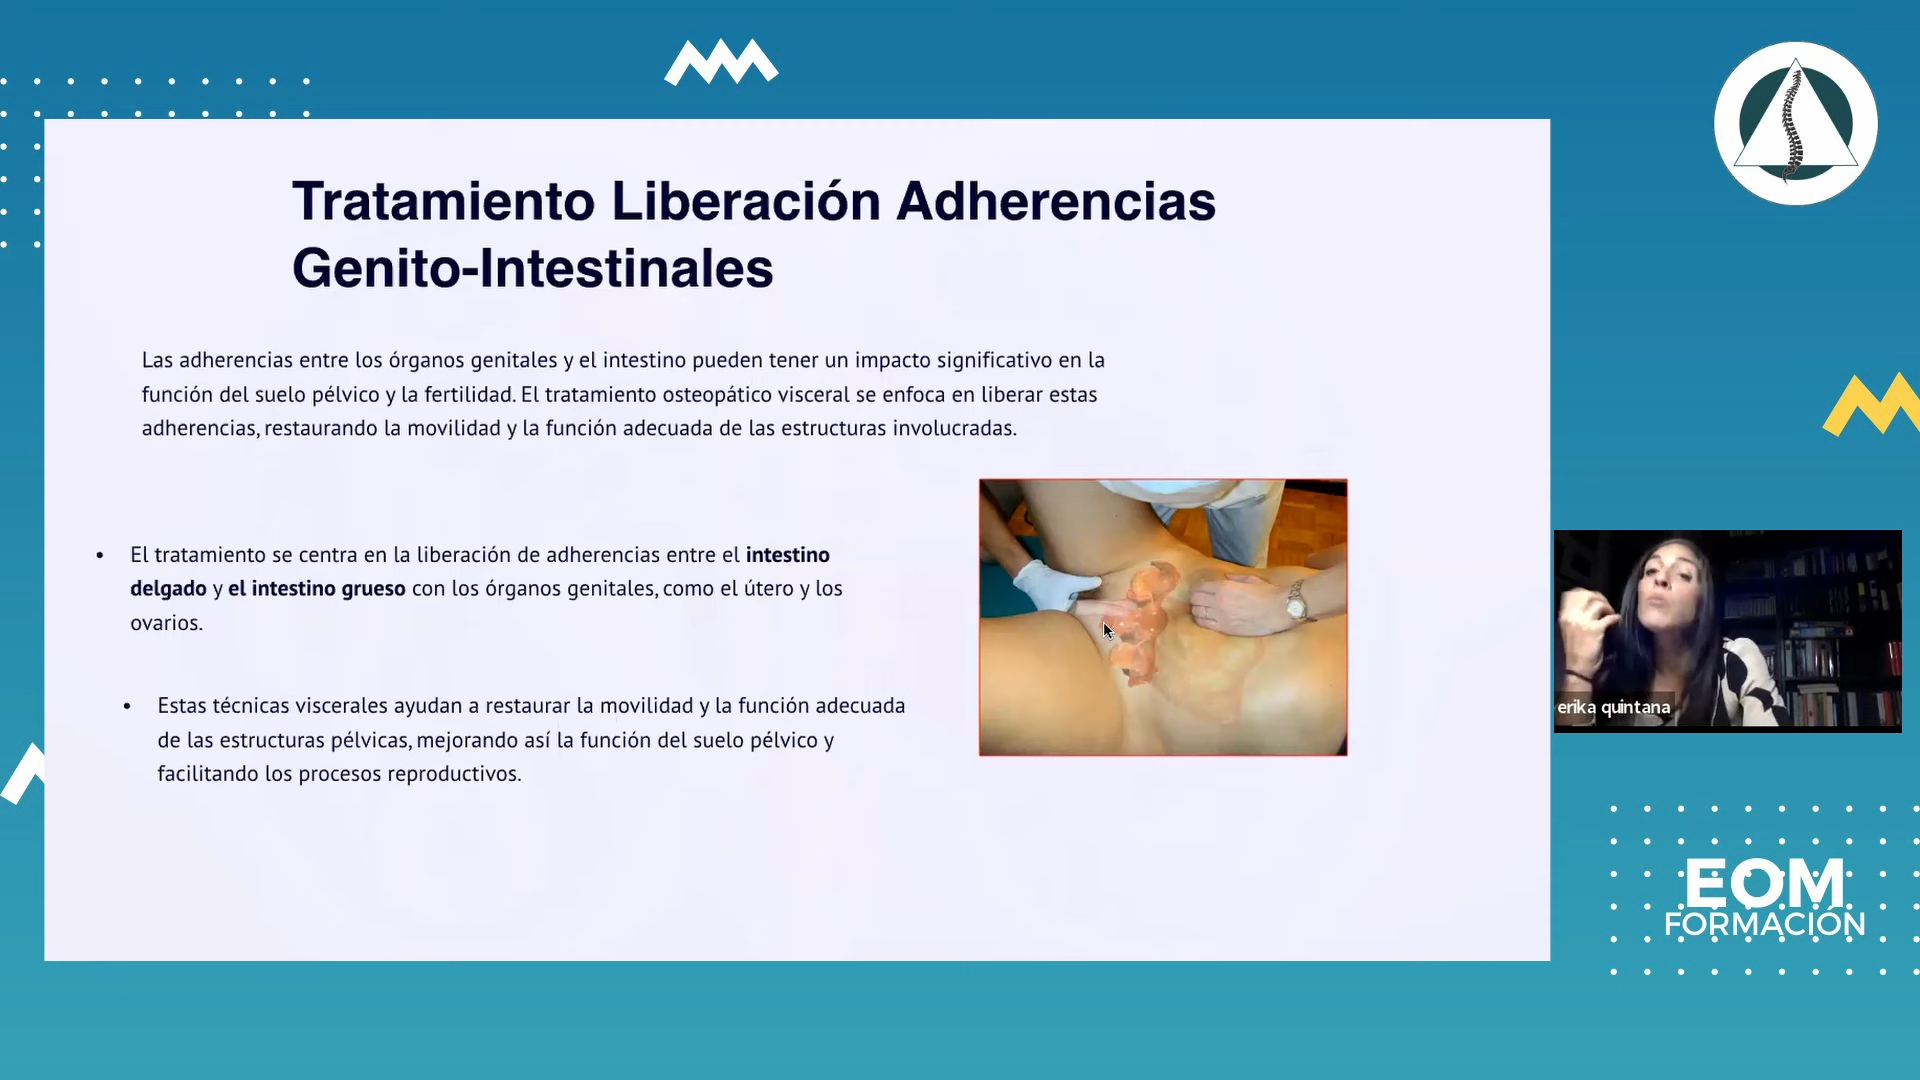 Tratamiento Liberación Adherencias
Genito-Intestinales
Las adherencias entre los órganos genitales y el intestino pueden tener un impacto significativo en la
función del suelo pélvico y la fertilidad. El tratamiento osteopático visceral se enfoca en liberar estas
adherencias, restaurando la movilidad y la función adecuada de las estructuras involucradas.
• El tratamiento se centra en la liberación de adherencias entre el intestino
delgado y el intestino grueso con los órganos genitales, como el útero y los
ovarios.
• Estas técnicas viscerales ayudan a restaurar la movilidad y la función adecuada
de las estructuras pélvicas, mejorando así la función del suelo pélvico y
facilitando los procesos reproductivos.
erika quintana
EOM
FORMACIÓN